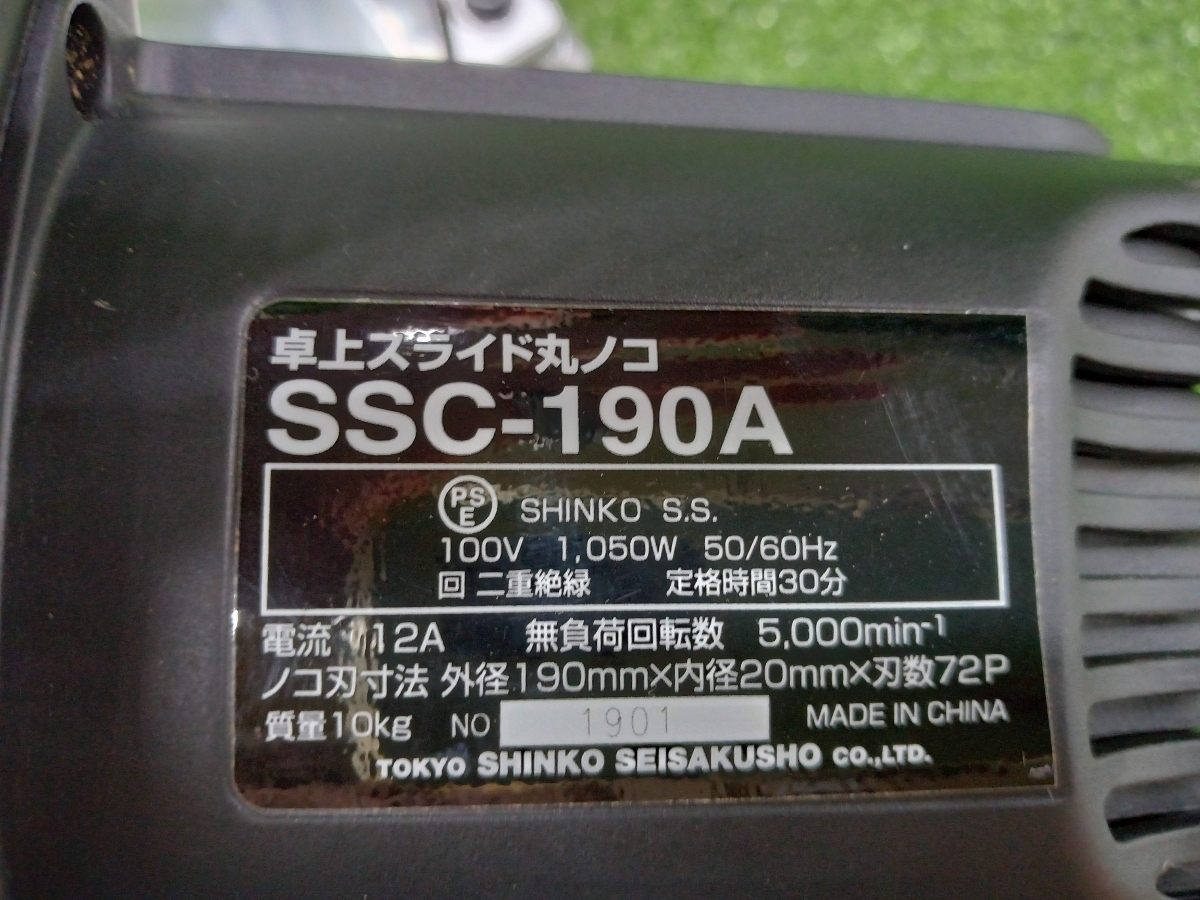 卓上スライド丸ノコ
SSC-190A
PSE SHINKO S.S.
100V 1,050W 50/60Hz
回 二重絶縁 定格時間30分
電流 12A 無負荷回転数 5,000min-1
ノコ刃寸法 外径190mm×内径20mm×刃数72P
質量10kg NO 1901 MADE IN CHINA
TOKYO SHINKO SEISAKUSHO CO.,LTD.